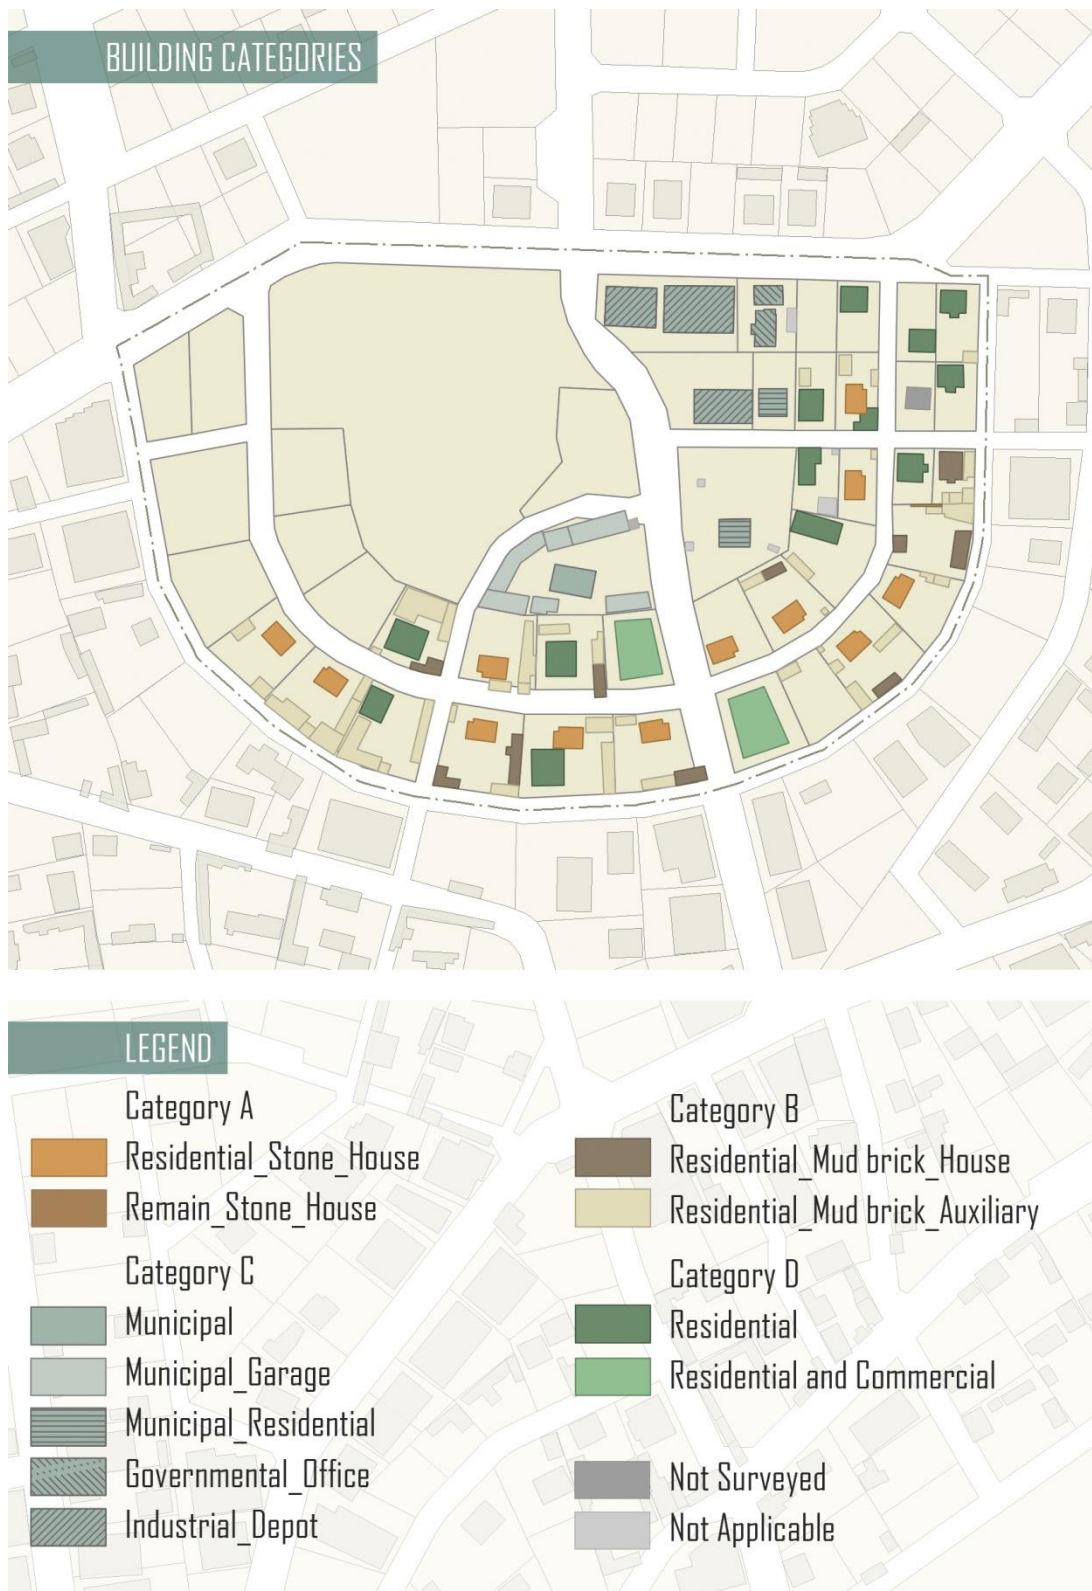 BUILDING CATEGORIES
LEGEND
Category A
Residential_Stone_House
Remain_Stone_House
Category B
Residential_Mud brick_House
Residential_Mud brick_Auxiliary
Category C
Municipal
Municipal_Garage
Municipal_Residential
Governmental_Office
Industrial_Depot
Category D
Residential
Residential and Commercial
Not Surveyed
Not Applicable